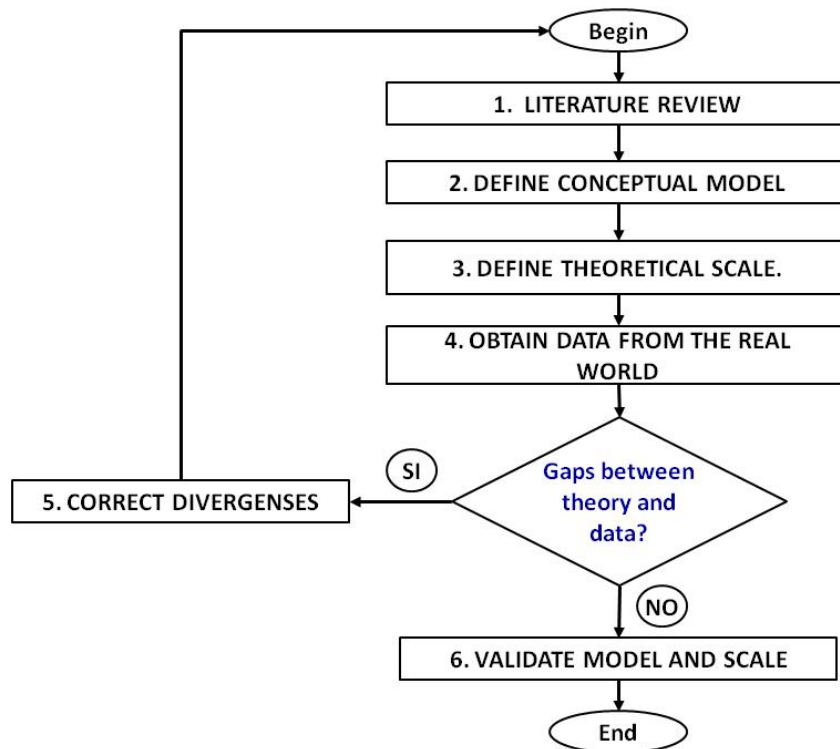 Begin
1. LITERATURE REVIEW
2. DEFINE CONCEPTUAL MODEL
3. DEFINE THEORETICAL SCALE.
4. OBTAIN DATA FROM THE REAL
WORLD
Gaps between
theory and
data?
SI
5. CORRECT DIVERGENSES
NO
6. VALIDATE MODEL AND SCALE
End